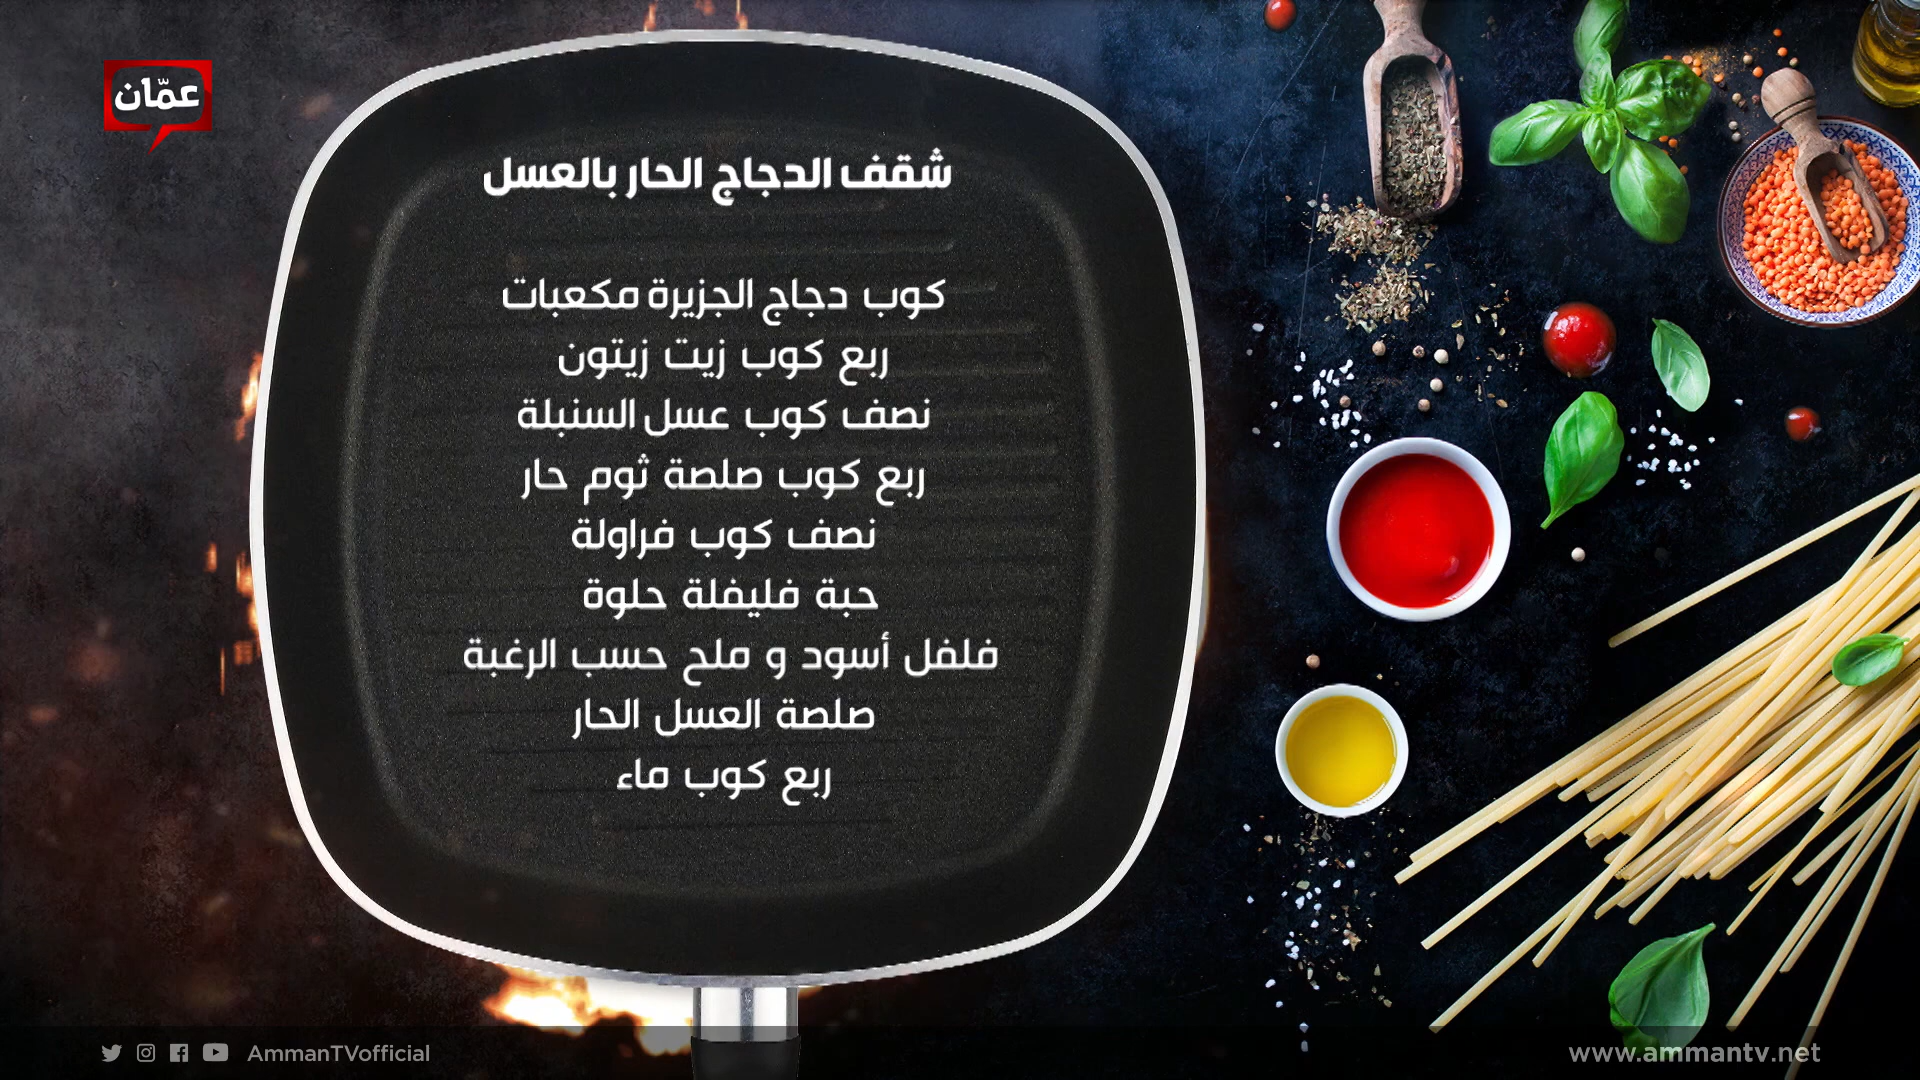 عمّان
شقف الدجاج الحار بالعسل
كوب دجاج الجزيرة مكعبات
ربع كوب زيت زيتون
نصف كوب عسل السنبلة
ربع كوب صلصة ثوم حار
نصف كوب فراولة
حبة فليفلة حلوة
فلفل أسود و ملح حسب الرغبة
صلصة العسل الحار
ربع كوب ماء
AmmanTVofficial
www.ammantv.net